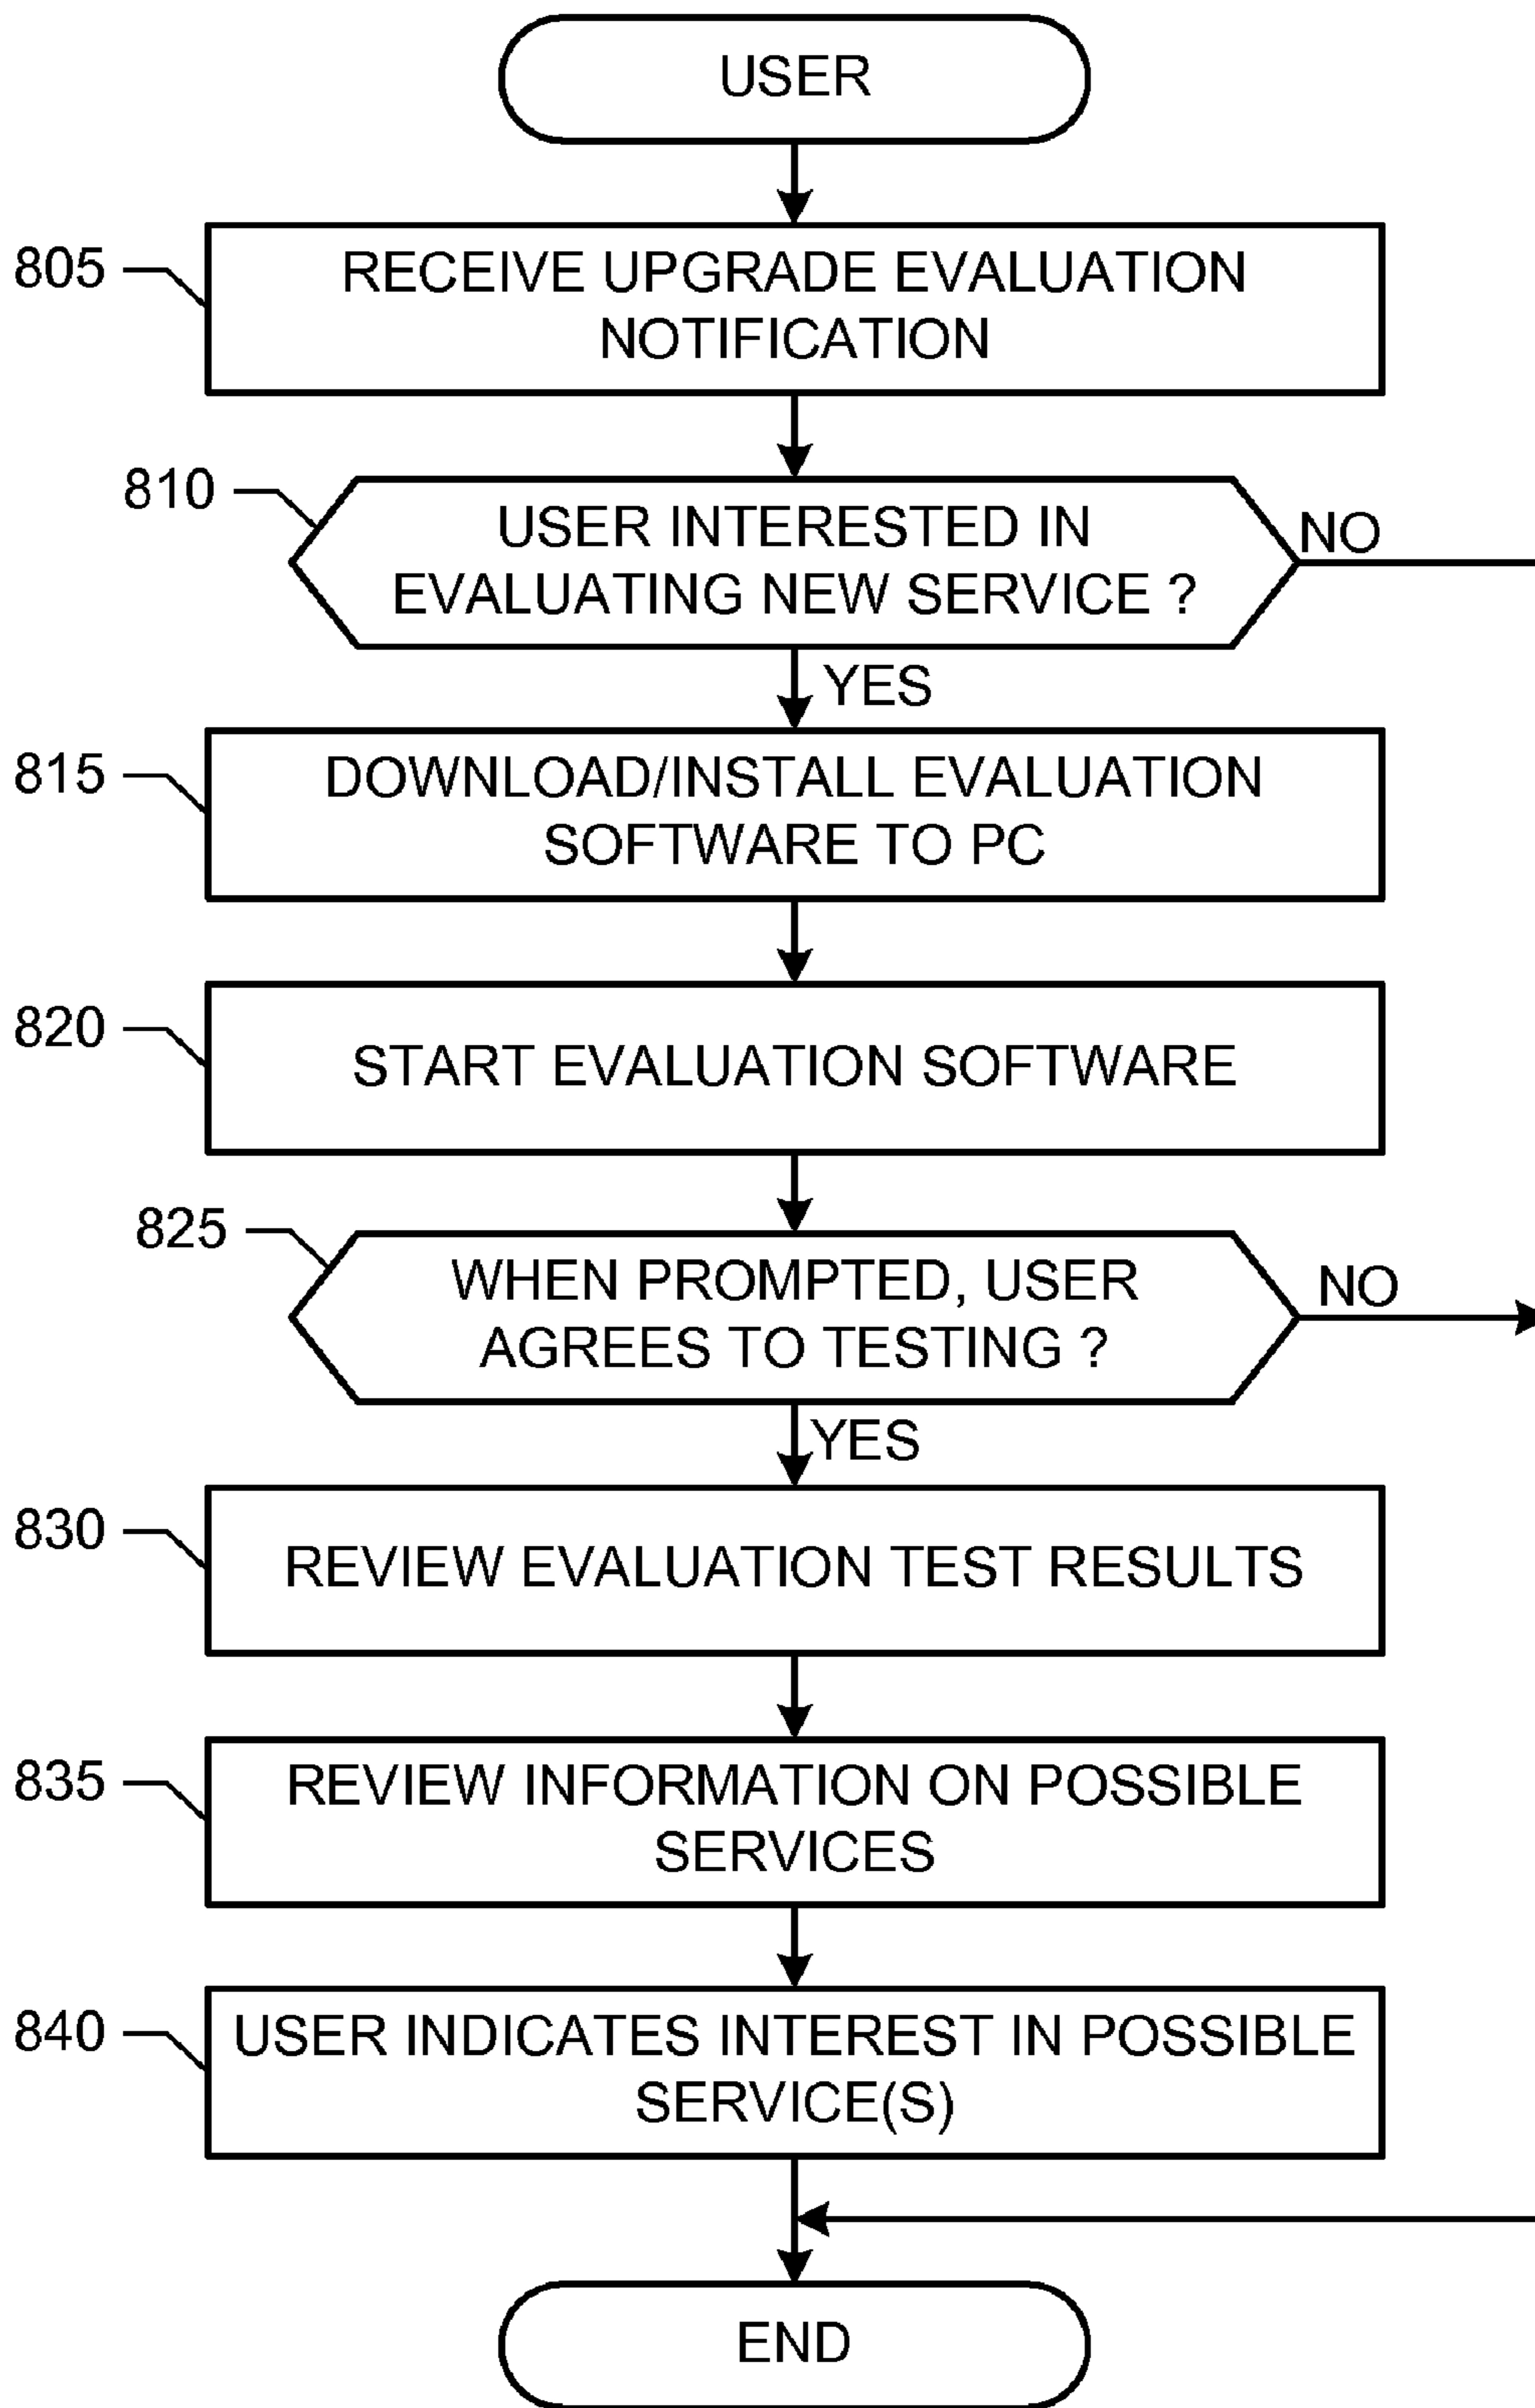 USER
805
RECEIVE UPGRADE EVALUATION
NOTIFICATION
810
USER INTERESTED IN
EVALUATING NEW SERVICE ?
NO
YES
815
DOWNLOAD/INSTALL EVALUATION
SOFTWARE TO PC
820
START EVALUATION SOFTWARE
825
WHEN PROMPTED, USER
AGREES TO TESTING ?
NO
YES
830
REVIEW EVALUATION TEST RESULTS
835
REVIEW INFORMATION ON POSSIBLE
SERVICES
840
USER INDICATES INTEREST IN POSSIBLE
SERVICE(S)
END